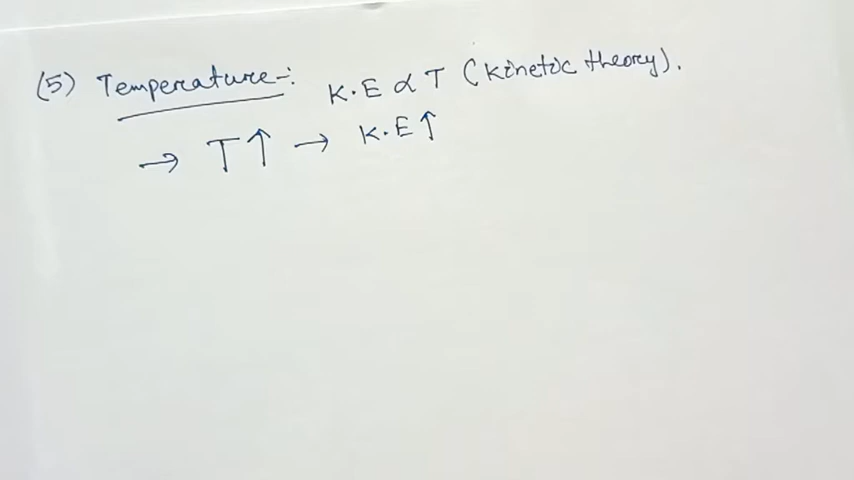 (5) Temperature-: K.E ∝ T (Kinetic theory).
→ T↑ → K.E↑